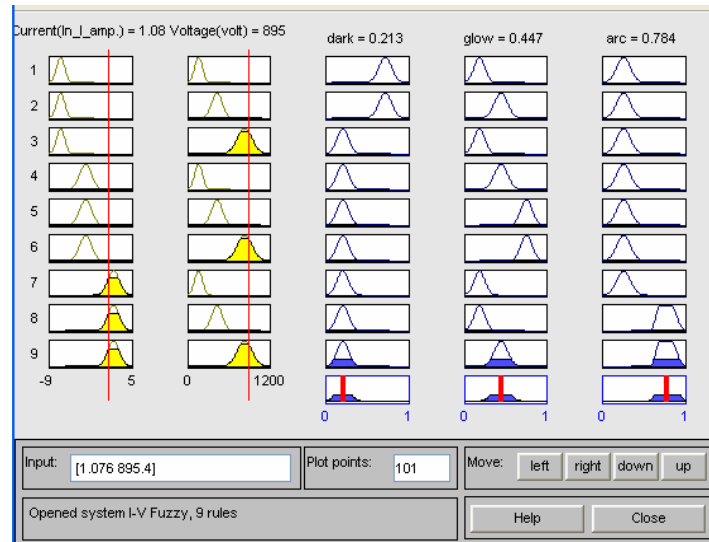 Current(ln_I_amp.) = 1.08 Voltage(volt) = 895
dark = 0.213
glow = 0.447
arc = 0.784
1
2
3
4
5
6
7
8
9
-9 5
0 1200
0 1
0 1
0 1
Input: [1.076 895.4]
Plot points: 101
Move: left right down up
Opened system I-V Fuzzy, 9 rules
Help
Close